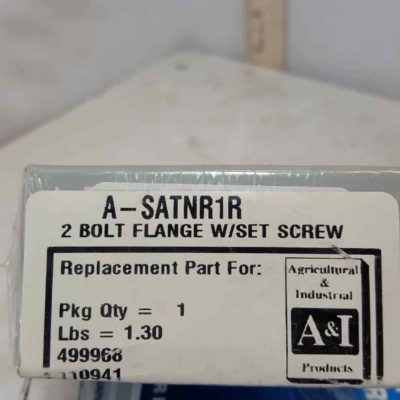 A-SATNR1R
2 BOLT FLANGE W/SET SCREW
Replacement Part For:
Pkg Qty = 1
Lbs = 1.30
499968
110941
Agricultural
&
Industrial
A&I
Products